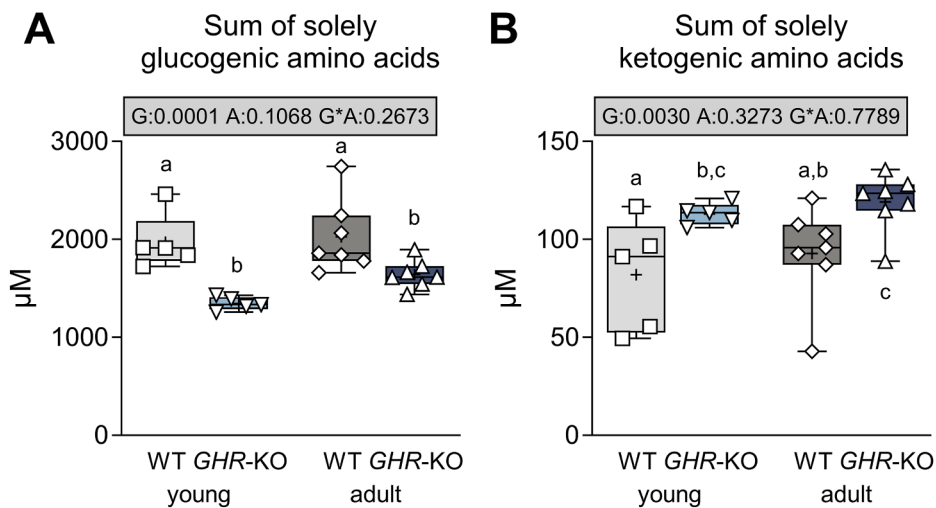 A
Sum of solely
glucogenic amino acids
G:0.0001 A:0.1068 G*A:0.2673
3000
2000
1000
0
µM
a
b
a
b
WT GHR-KO WT GHR-KO
young adult
B
Sum of solely
ketogenic amino acids
G:0.0030 A:0.3273 G*A:0.7789
150
100
50
0
µM
a
b,c
a,b
c
WT GHR-KO WT GHR-KO
young adult